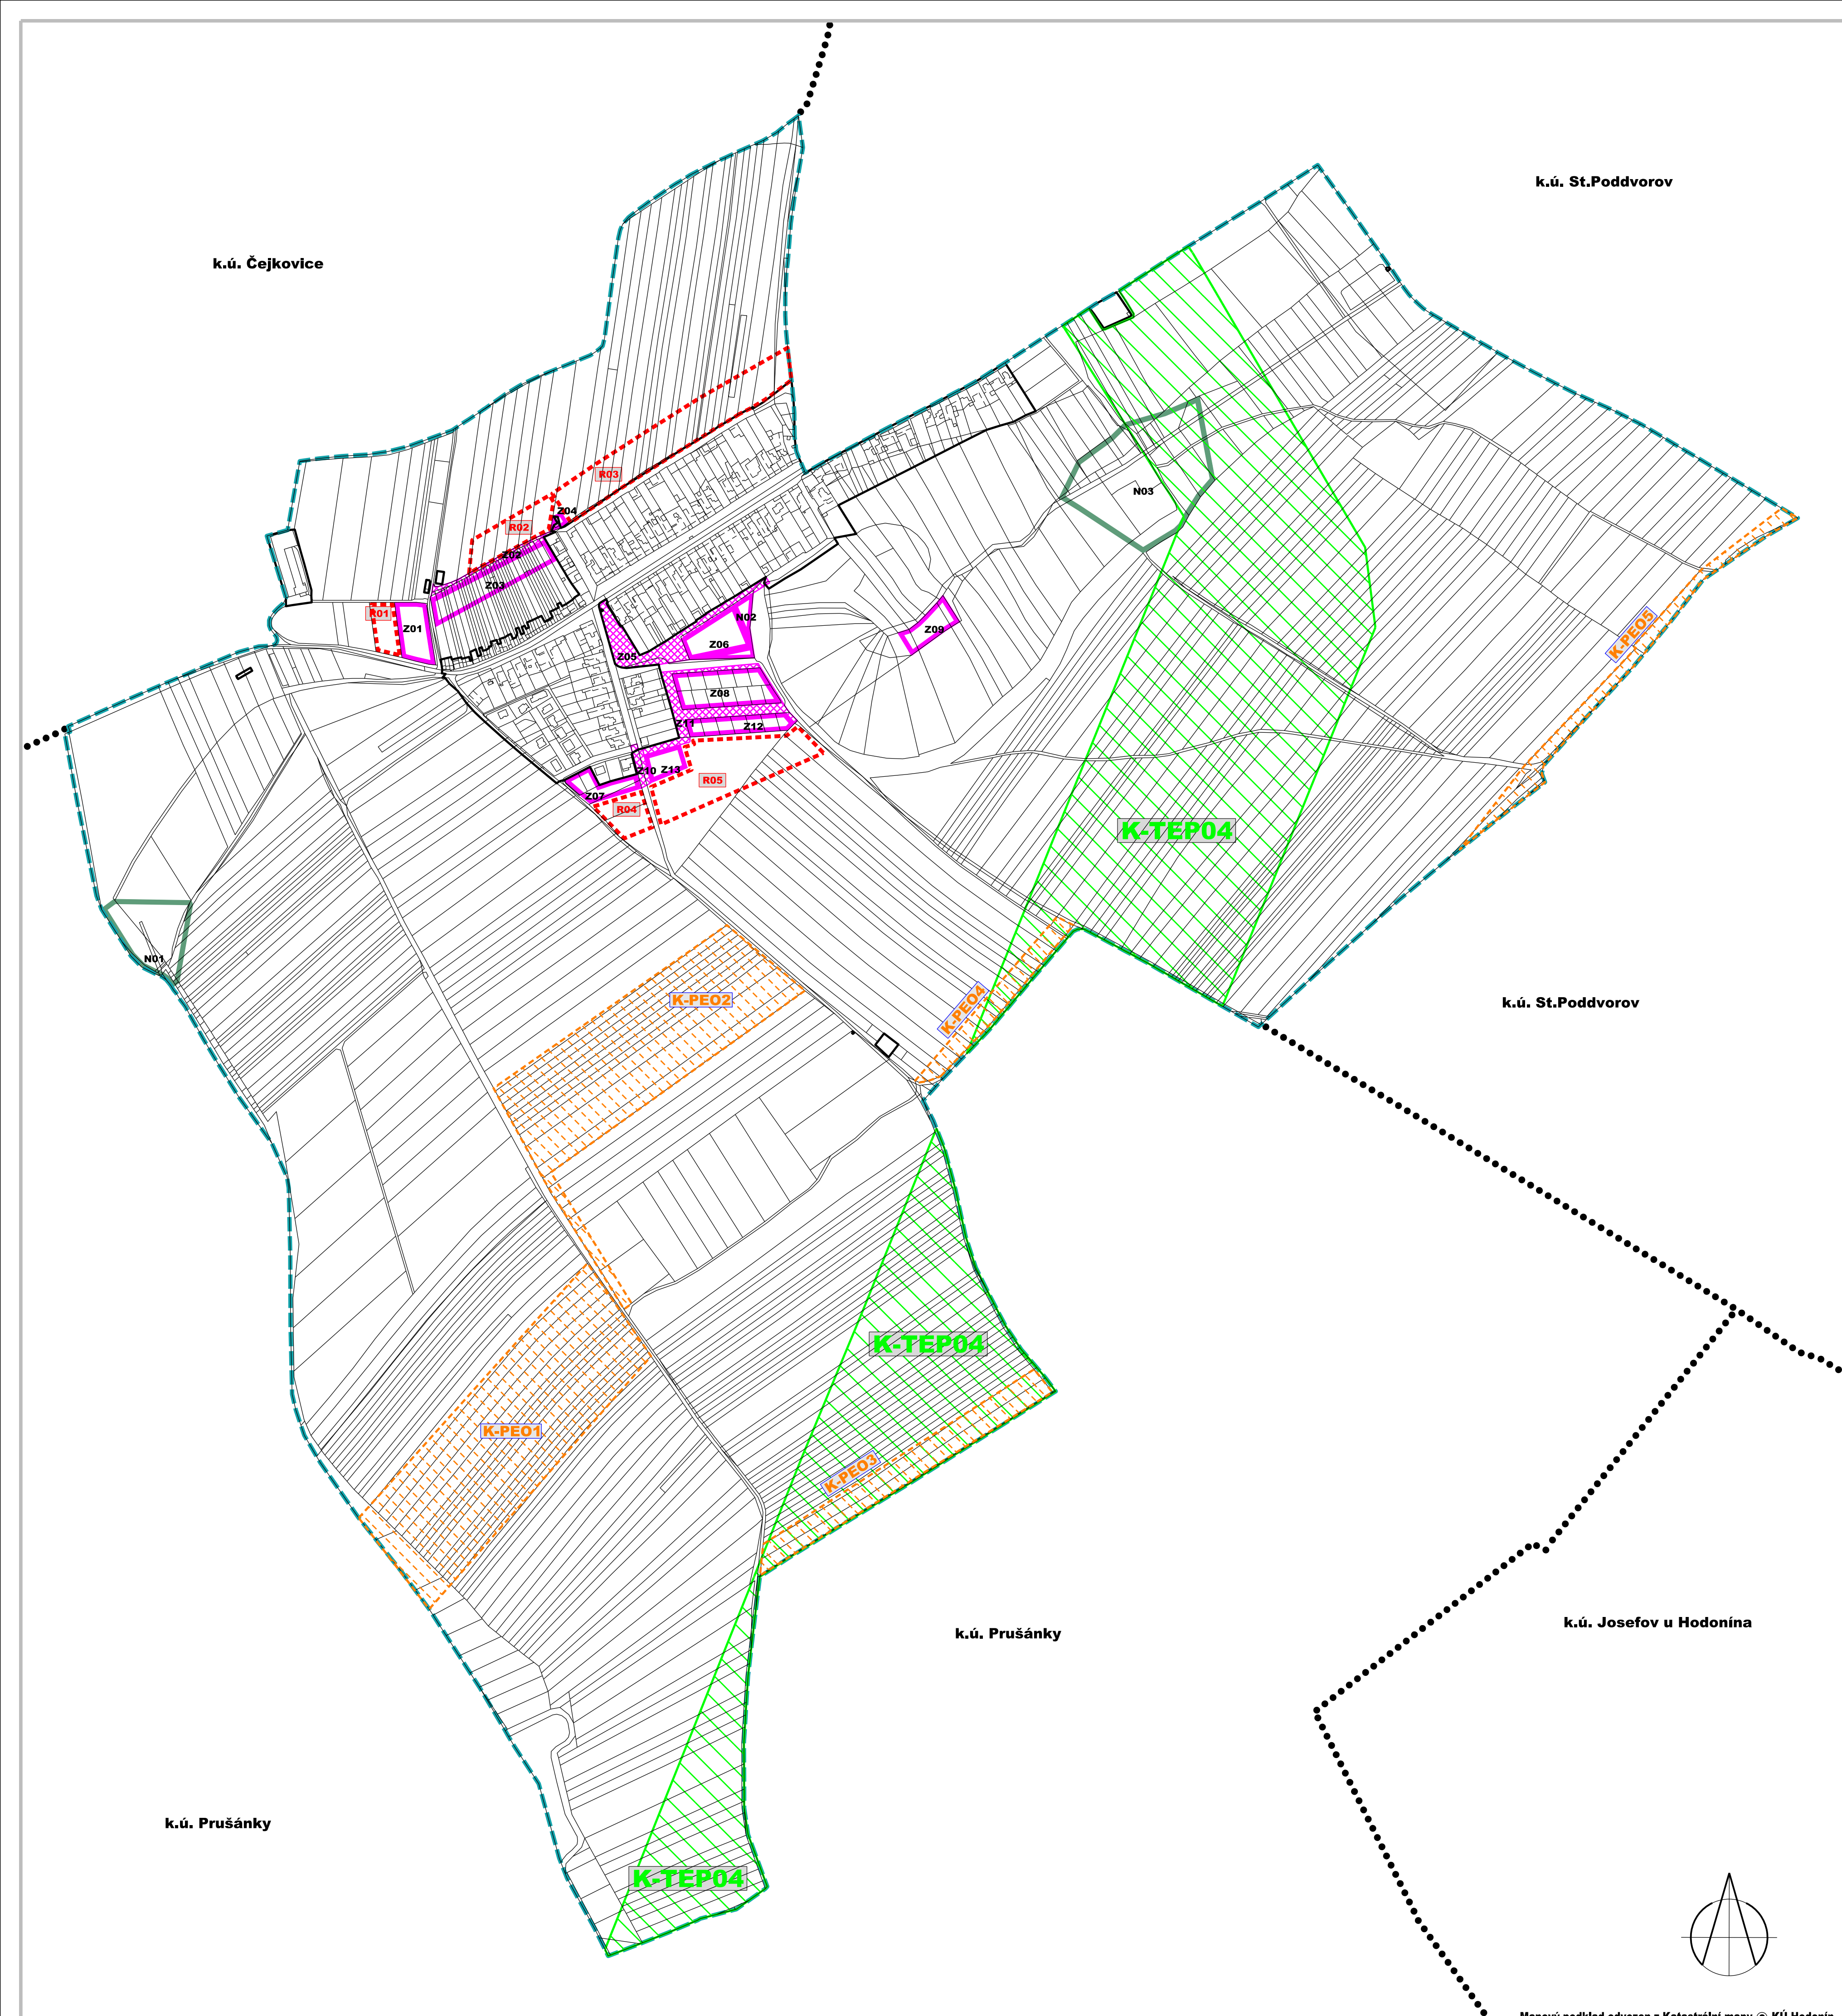 k.ú. St.Poddvorov
k.ú. Čejkovice
R03
N03
Z04
R02
Z02
Z03
R01
Z01
N02
Z09
Z06
Z05
K-PEO5
Z08
Z11
Z12
Z10
Z13
R05
Z07
R04
K-TEP04
N01
K-PEO2
K-PEO4
k.ú. St.Poddvorov
K-TEP04
K-PEO1
K-PEO3
k.ú. Josefov u Hodonína
k.ú. Prušánky
k.ú. Prušánky
K-TEP04